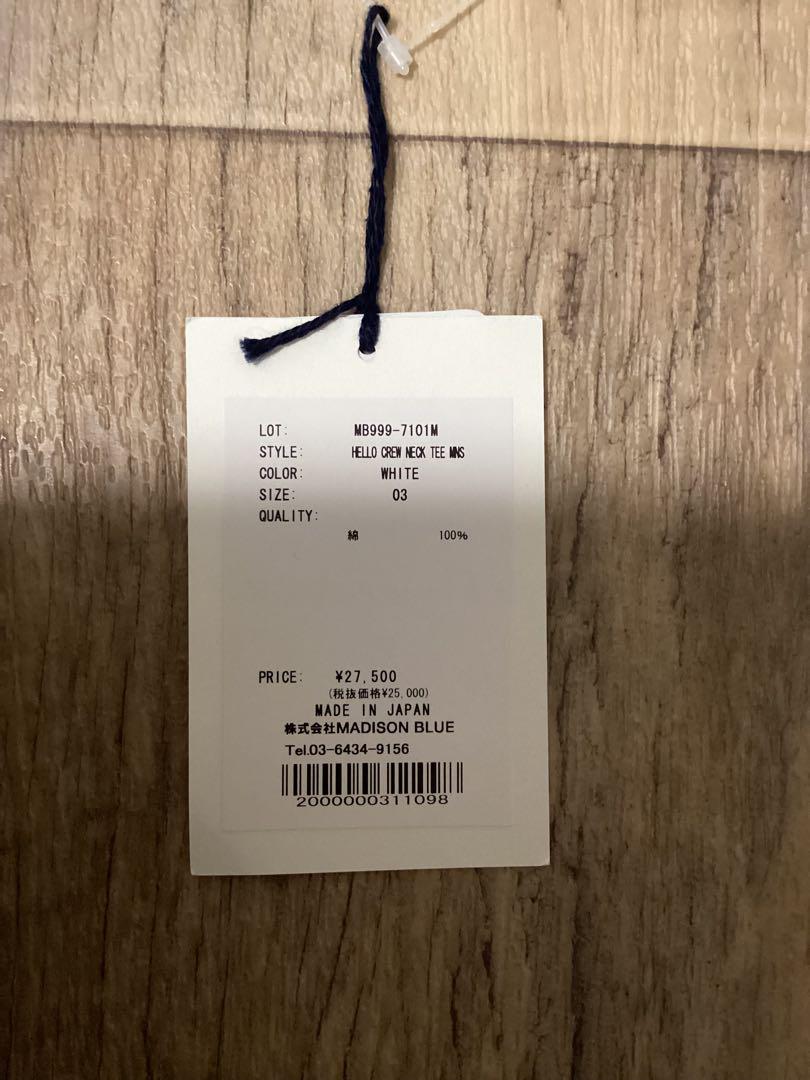 LOT: MB999-7101M
STYLE: HELLO CREW NECK TEE MNS
COLOR: WHITE
SIZE: 03
QUALITY:
綿 100%
PRICE: ¥27,500
(税抜価格¥25,000)
MADE IN JAPAN
株式会社MADISON BLUE
Tel.03-6434-9156
2000000311098